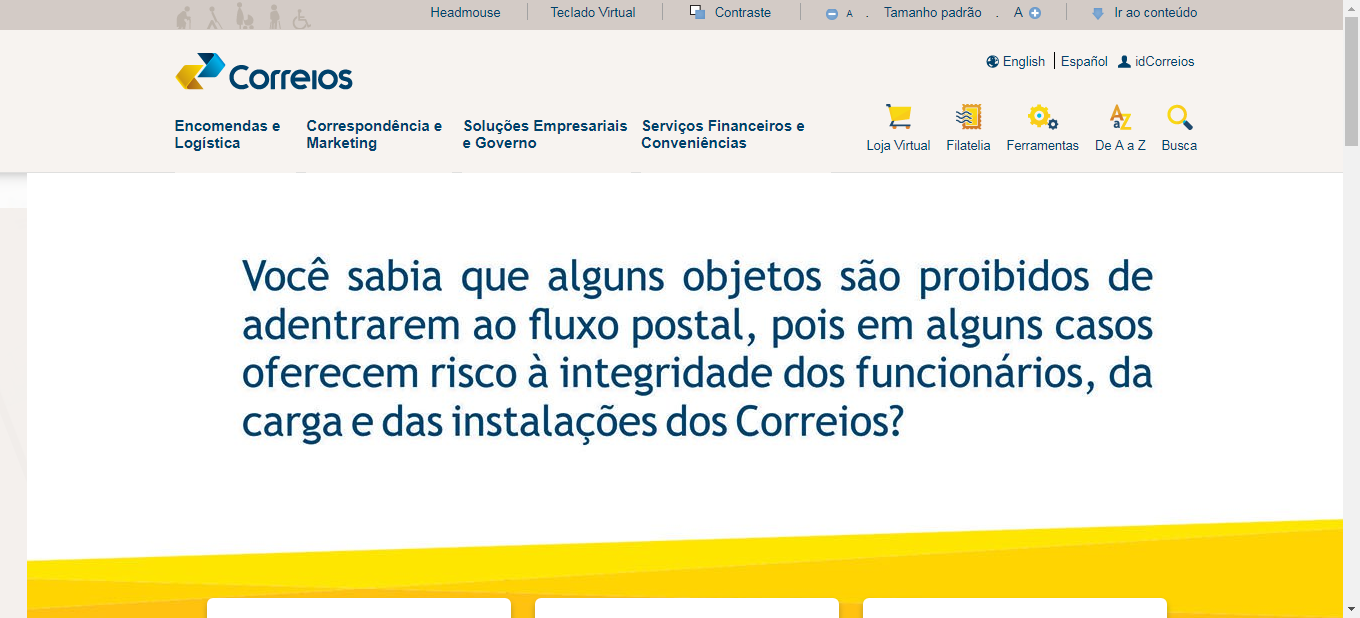 Headmouse
Teclado Virtual
Contraste
A . Tamanho padrão . A
Ir ao conteúdo
Correios
English
Español
idCorreios
Encomendas e
Logística
Correspondência e
Marketing
Soluções Empresariais
e Governo
Serviços Financeiros e
Conveniências
Loja Virtual
Filatelia
Ferramentas
De A a Z
Busca
Você sabia que alguns objetos são proibidos de
adentrarem ao fluxo postal, pois em alguns casos
oferecem risco à integridade dos funcionários, da
carga e das instalações dos Correios?